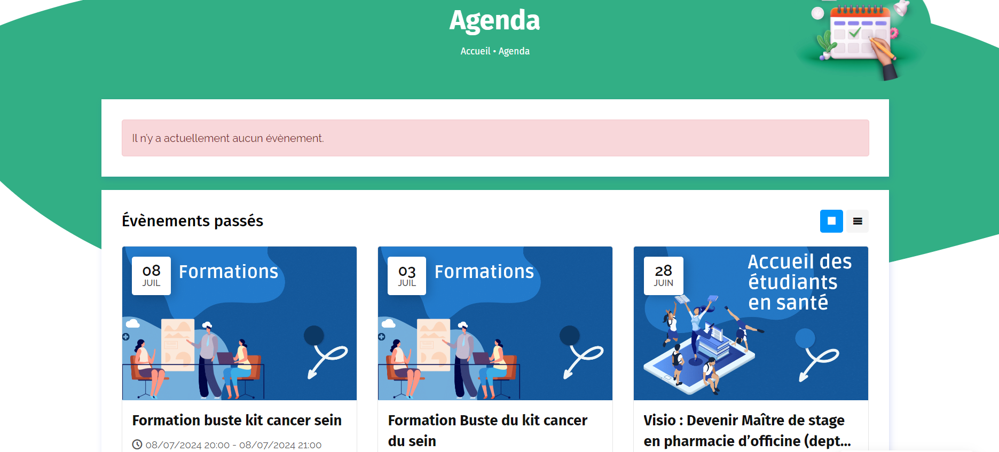 Agenda
Accueil • Agenda
Il n'y a actuellement aucun évènement.
Évènements passés
08
JUIL
Formations
03
JUIL
Formations
28
JUIN
Accueil des
étudiants
en santé
Formation buste kit cancer sein
08/07/2024 20:00 - 08/07/2024 21:00
Formation Buste du kit cancer
du sein
Visio : Devenir Maître de stage
en pharmacie d’officine (dept...